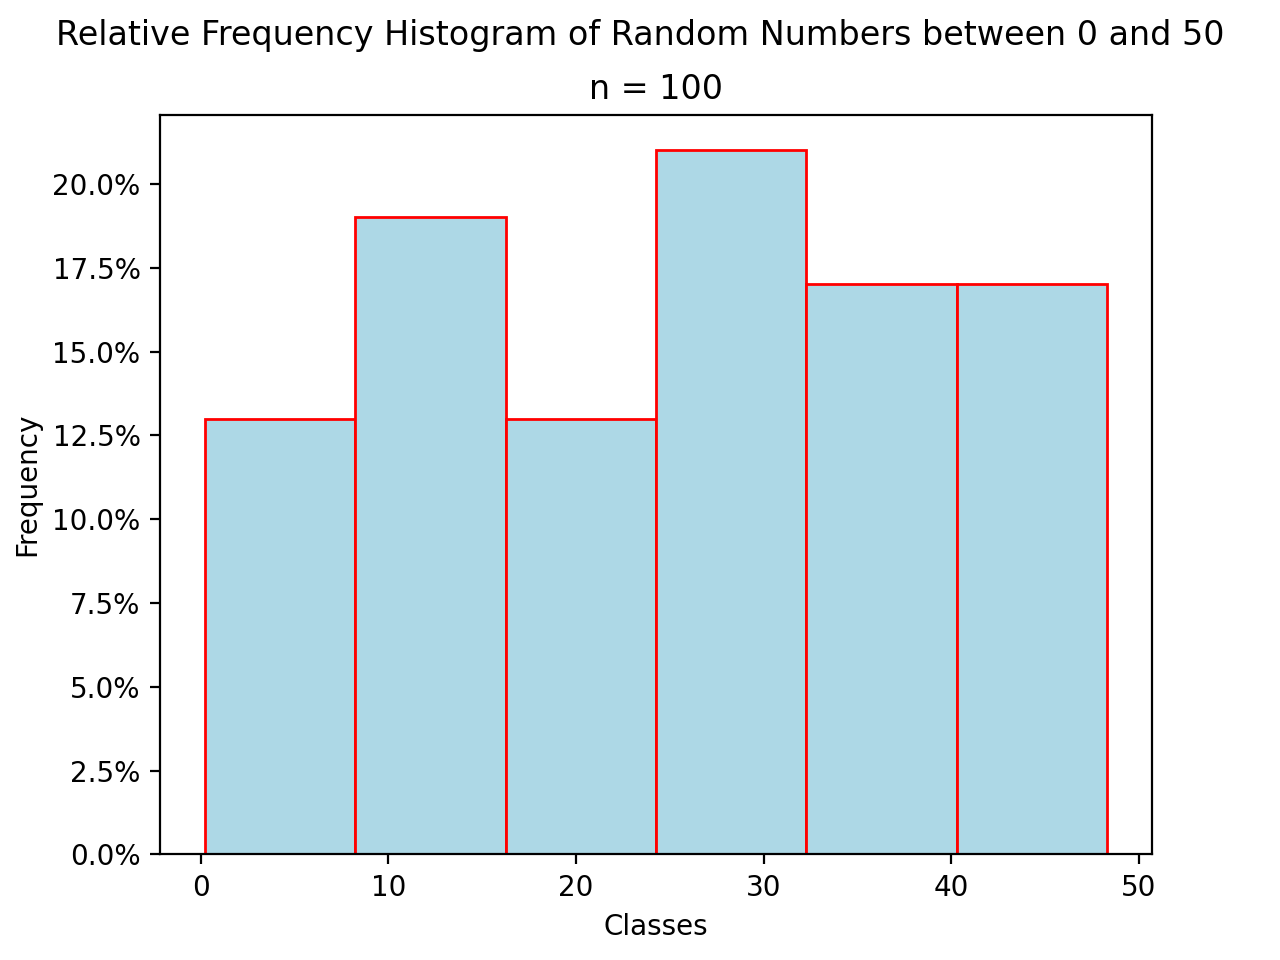 Relative Frequency Histogram of Random Numbers between 0 and 50
n = 100
20.0%
17.5%
15.0%
12.5%
10.0%
7.5%
5.0%
2.5%
0.0%
Frequency
0 10 20 30 40 50
Classes